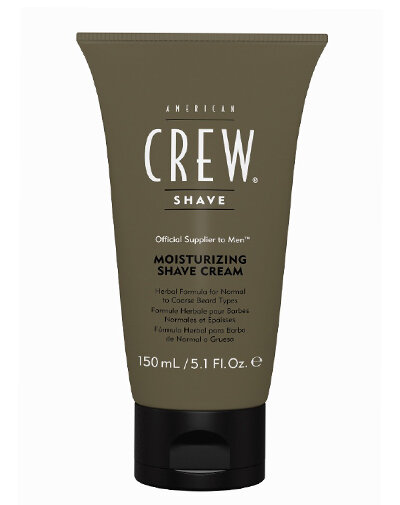 AMERICAN
CREW®
SHAVE
Official Supplier to Men™
MOISTURIZING
SHAVE CREAM
Herbal Formula for Normal
to Coarse Beard Types
Formule Herbale pour Barbes
Normales et Épaisses
Fórmula Herbal para Barba
de Normal a Gruesa
150 mL / 5.1 Fl.Oz. ℮